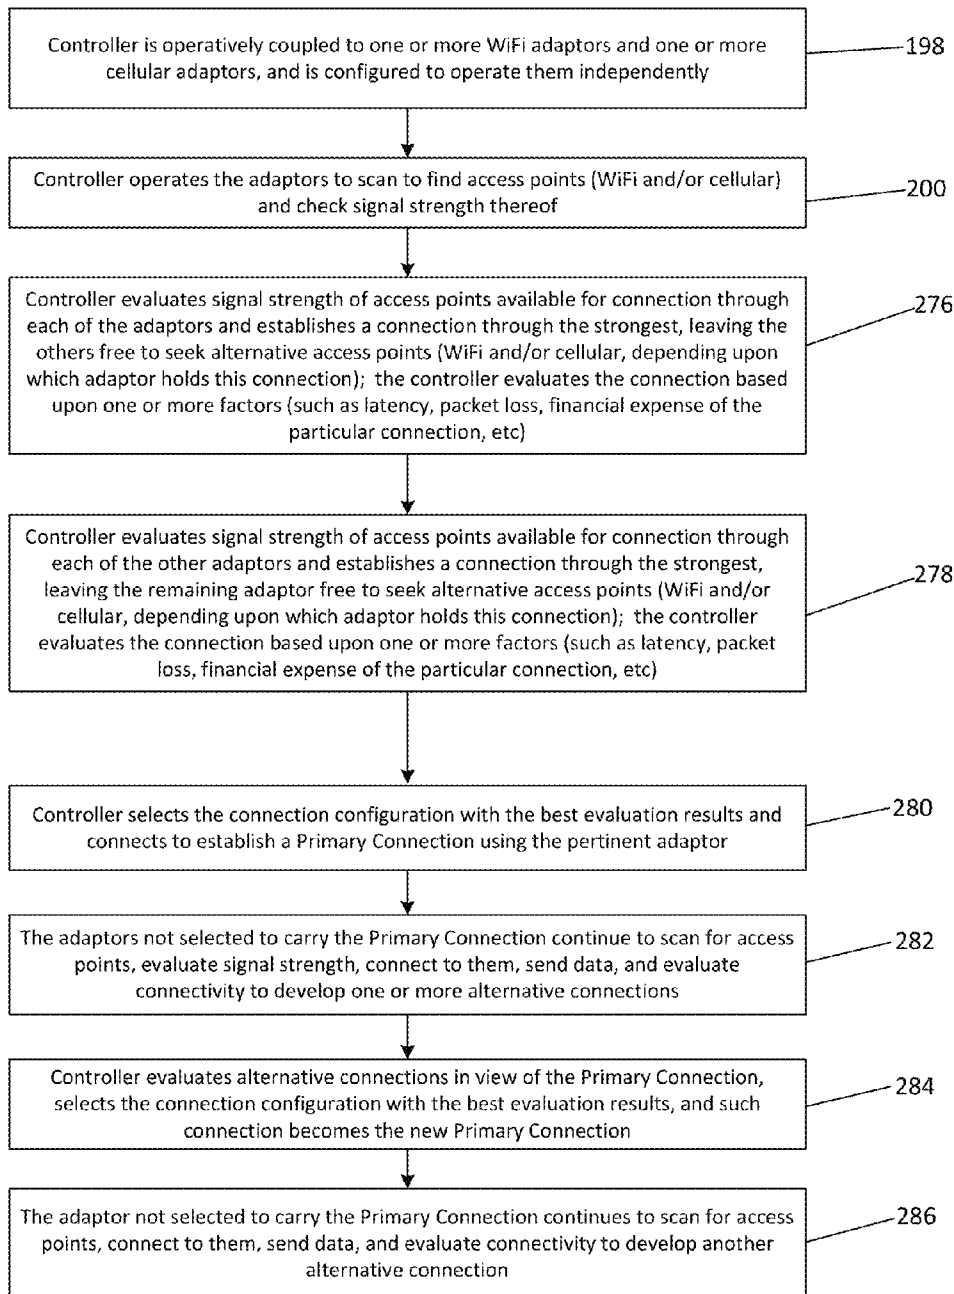 Controller is operatively coupled to one or more WiFi adaptors and one or more
cellular adaptors, and is configured to operate them independently
198
Controller operates the adaptors to scan to find access points (WiFi and/or cellular)
and check signal strength thereof
200
Controller evaluates signal strength of access points available for connection through
each of the adaptors and establishes a connection through the strongest, leaving the
others free to seek alternative access points (WiFi and/or cellular, depending upon
which adaptor holds this connection); the controller evaluates the connection based
upon one or more factors (such as latency, packet loss, financial expense of the
particular connection, etc)
276
Controller evaluates signal strength of access points available for connection through
each of the other adaptors and establishes a connection through the strongest,
leaving the remaining adaptor free to seek alternative access points (WiFi and/or
cellular, depending upon which adaptor holds this connection); the controller
evaluates the connection based upon one or more factors (such as latency, packet
loss, financial expense of the particular connection, etc)
278
Controller selects the connection configuration with the best evaluation results and
connects to establish a Primary Connection using the pertinent adaptor
280
The adaptors not selected to carry the Primary Connection continue to scan for access
points, evaluate signal strength, connect to them, send data, and evaluate
connectivity to develop one or more alternative connections
282
Controller evaluates alternative connections in view of the Primary Connection,
selects the connection configuration with the best evaluation results, and such
connection becomes the new Primary Connection
284
The adaptor not selected to carry the Primary Connection continues to scan for access
points, connect to them, send data, and evaluate connectivity to develop another
alternative connection
286